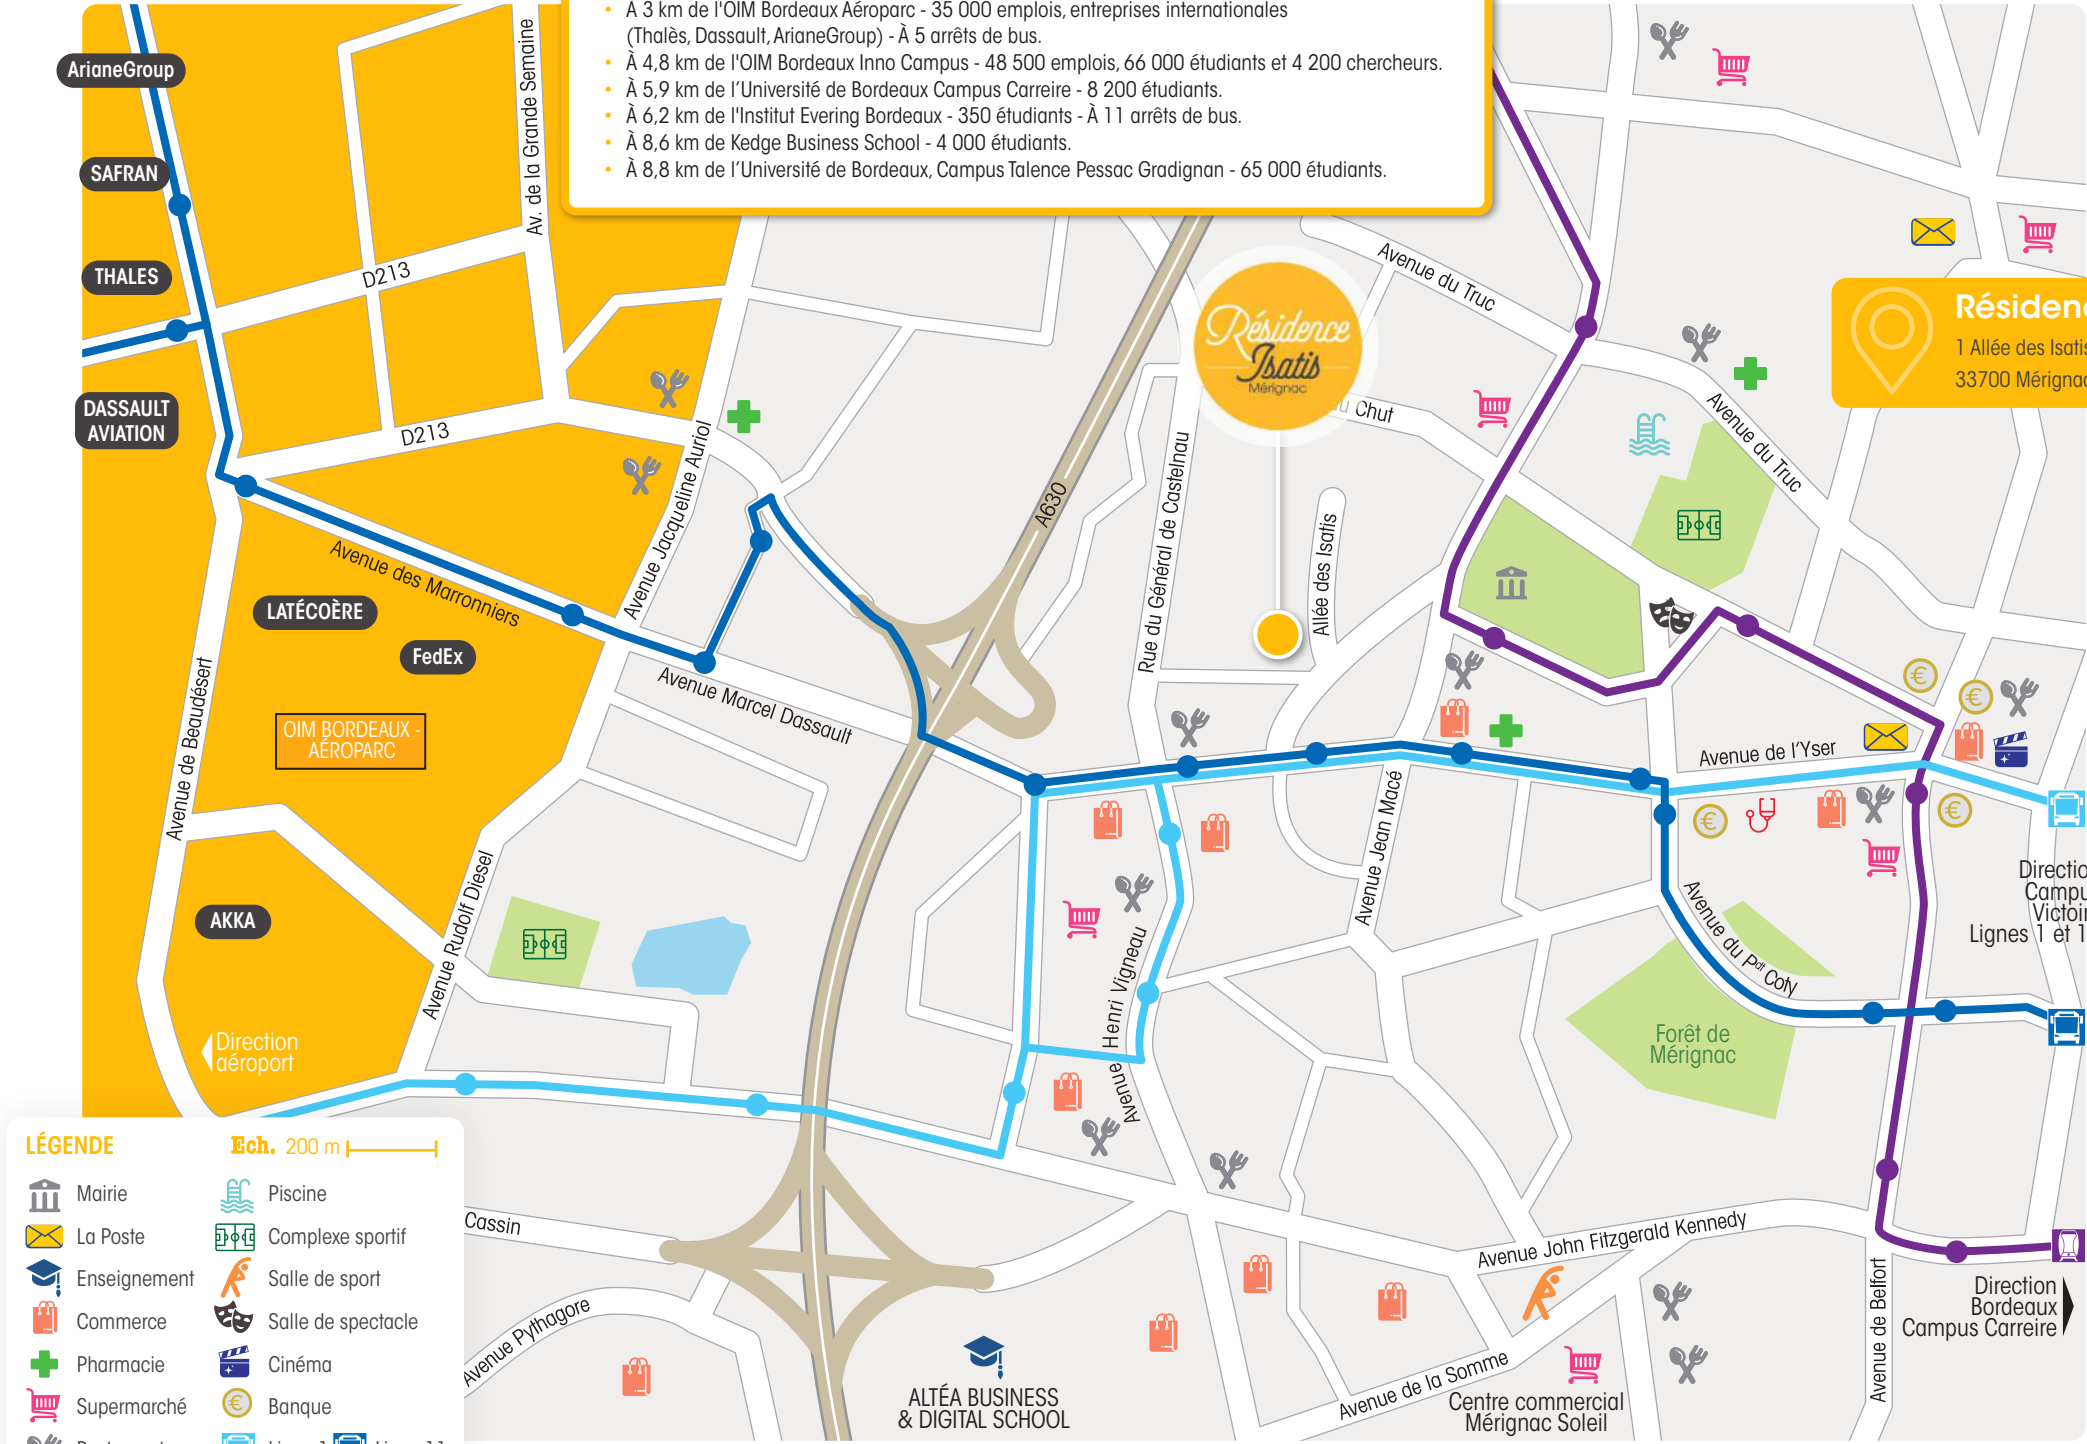 • À 3 km de l'OIM Bordeaux Aéroparc - 35 000 emplois, entreprises internationales
(Thalès, Dassault, ArianeGroup) - À 5 arrêts de bus.
• À 4,8 km de l'OIM Bordeaux Inno Campus - 48 500 emplois, 66 000 étudiants et 4 200 chercheurs.
• À 5,9 km de l'Université de Bordeaux Campus Carreire - 8 200 étudiants.
• À 6,2 km de l'Institut Evering Bordeaux - 350 étudiants - À 11 arrêts de bus.
• À 8,6 km de Kedge Business School - 4 000 étudiants.
• À 8,8 km de l'Université de Bordeaux, Campus Talence Pessac Gradignan - 65 000 étudiants.
ArianeGroup
SAFRAN
THALES
DASSAULT
AVIATION
Av. de la Grande Semaine
D213
D213
Avenue Jacqueline Auriol
Avenue des Marronniers
LATÉCOÈRE
FedEx
OIM BORDEAUX -
AÉROPARC
Avenue de Beaudésert
AKKA
Avenue Rudolf Diesel
Direction
aéroport
Avenue Marcel Dassault
A630
Rue du Général de Castelnau
Résidence
Isatis
Mérignac
Allée des Isatis
Avenue du Truc
Chut
Avenue du Truc
Résiden
1 Allée des Isatis
33700 Mérignac
Avenue de l'Yser
Avenue Jean Macé
Avenue Henri Vigneau
Avenue du Pdt Coty
Forêt de
Mérignac
Directio
Campu
Victoir
Lignes 1 et 1
Avenue John Fitzgerald Kennedy
Avenue de Belfort
Direction
Bordeaux
Campus Carreire
Avenue de la Somme
Centre commercial
Mérignac Soleil
ALTÉA BUSINESS
& DIGITAL SCHOOL
Cassin
Avenue Pythagore
LÉGENDE
Ech. 200 m
Mairie
Piscine
La Poste
Complexe sportif
Enseignement
Salle de sport
Commerce
Salle de spectacle
Pharmacie
Cinéma
Supermarché
Banque